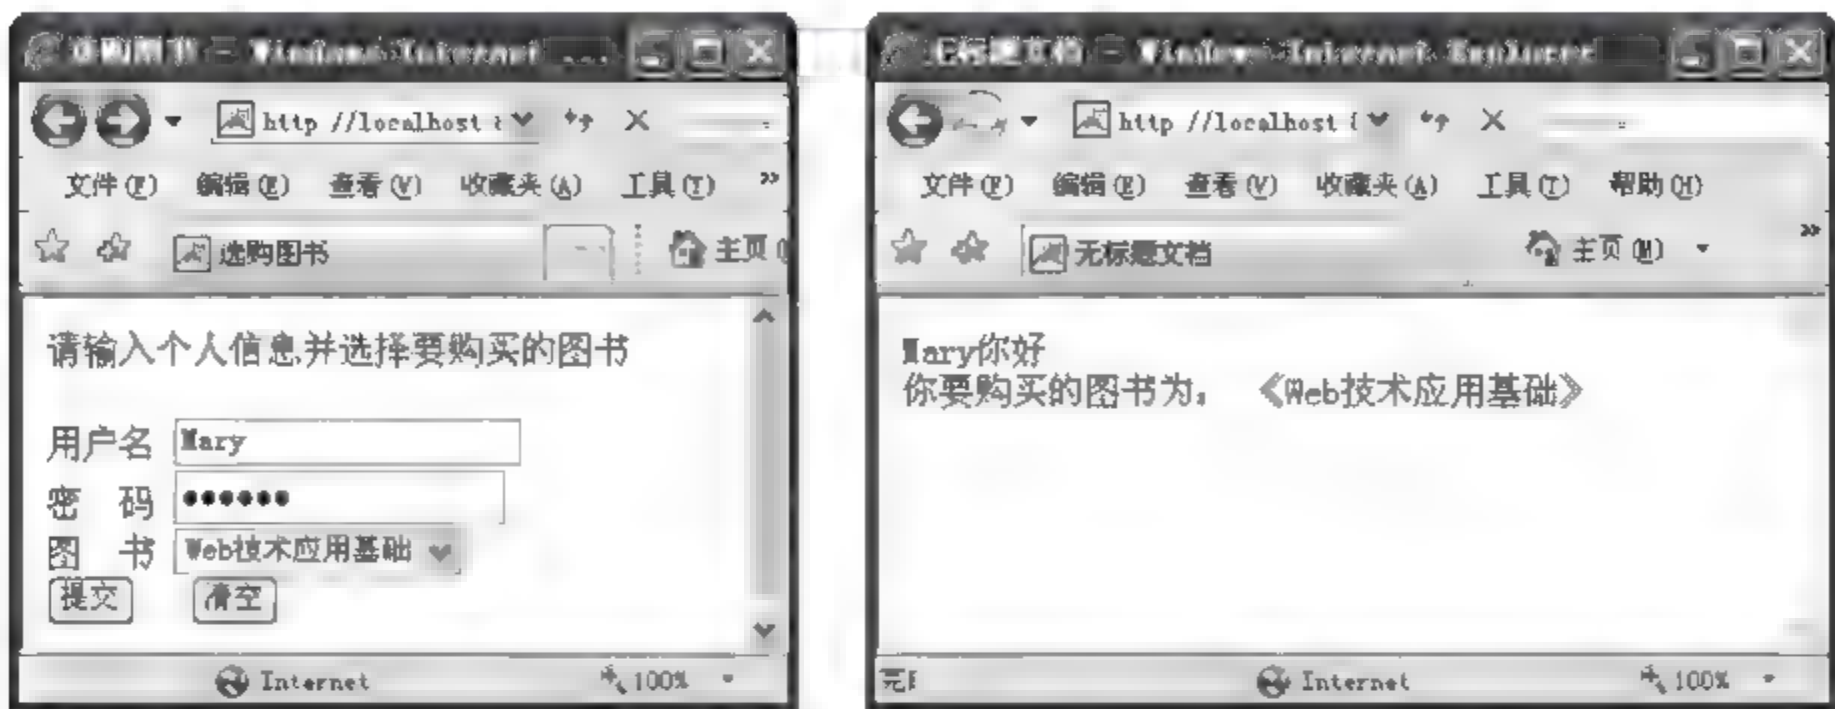 http //localhost
文件(F) 编辑(E) 查看(V) 收藏夹(A) 工具(T) »
选购图书 主页
请输入个人信息并选择要购买的图书
用户名 Mary
密 码 ●●●●●●
图 书 Web技术应用基础
提交 清空
Internet 100%
Windows Internet Explorer
http //localhost
文件(F) 编辑(E) 查看(V) 收藏夹(A) 工具(T) 帮助(H)
无标题文档 主页(M) »
Mary你好
你要购买的图书为: 《Web技术应用基础》
Internet 100%